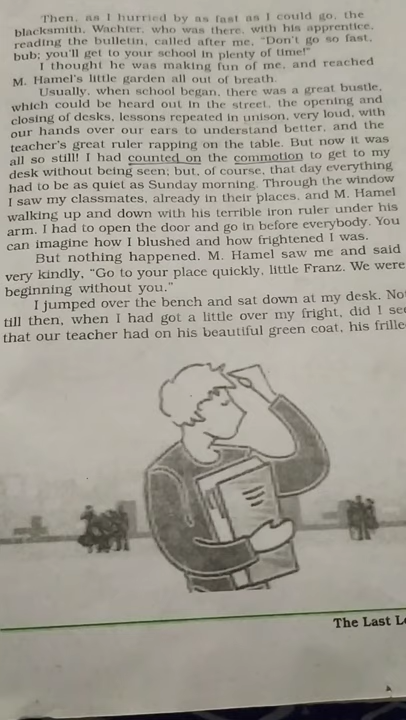 Then, as I hurried by as fast as I could go, the
blacksmith, Wachter, who was there, with his apprentice,
reading the bulletin, called after me, "Don't go so fast,
bub; you'll get to your school in plenty of time!"
I thought he was making fun of me, and reached
M. Hamel's little garden all out of breath.
Usually, when school began, there was a great bustle,
which could be heard out in the street, the opening and
closing of desks, lessons repeated in unison, very loud, with
our hands over our ears to understand better, and the
teacher's great ruler rapping on the table. But now it was
all so still! I had counted on the commotion to get to my
desk without being seen; but, of course, that day everything
had to be as quiet as Sunday morning. Through the window
I saw my classmates, already in their places, and M. Hamel
walking up and down with his terrible iron ruler under his
arm. I had to open the door and go in before everybody. You
can imagine how I blushed and how frightened I was.
But nothing happened. M. Hamel saw me and said
very kindly, "Go to your place quickly, little Franz. We were
beginning without you."
I jumped over the bench and sat down at my desk. No
till then, when I had got a little over my fright, did I se
that our teacher had on his beautiful green coat, his frille
The Last L